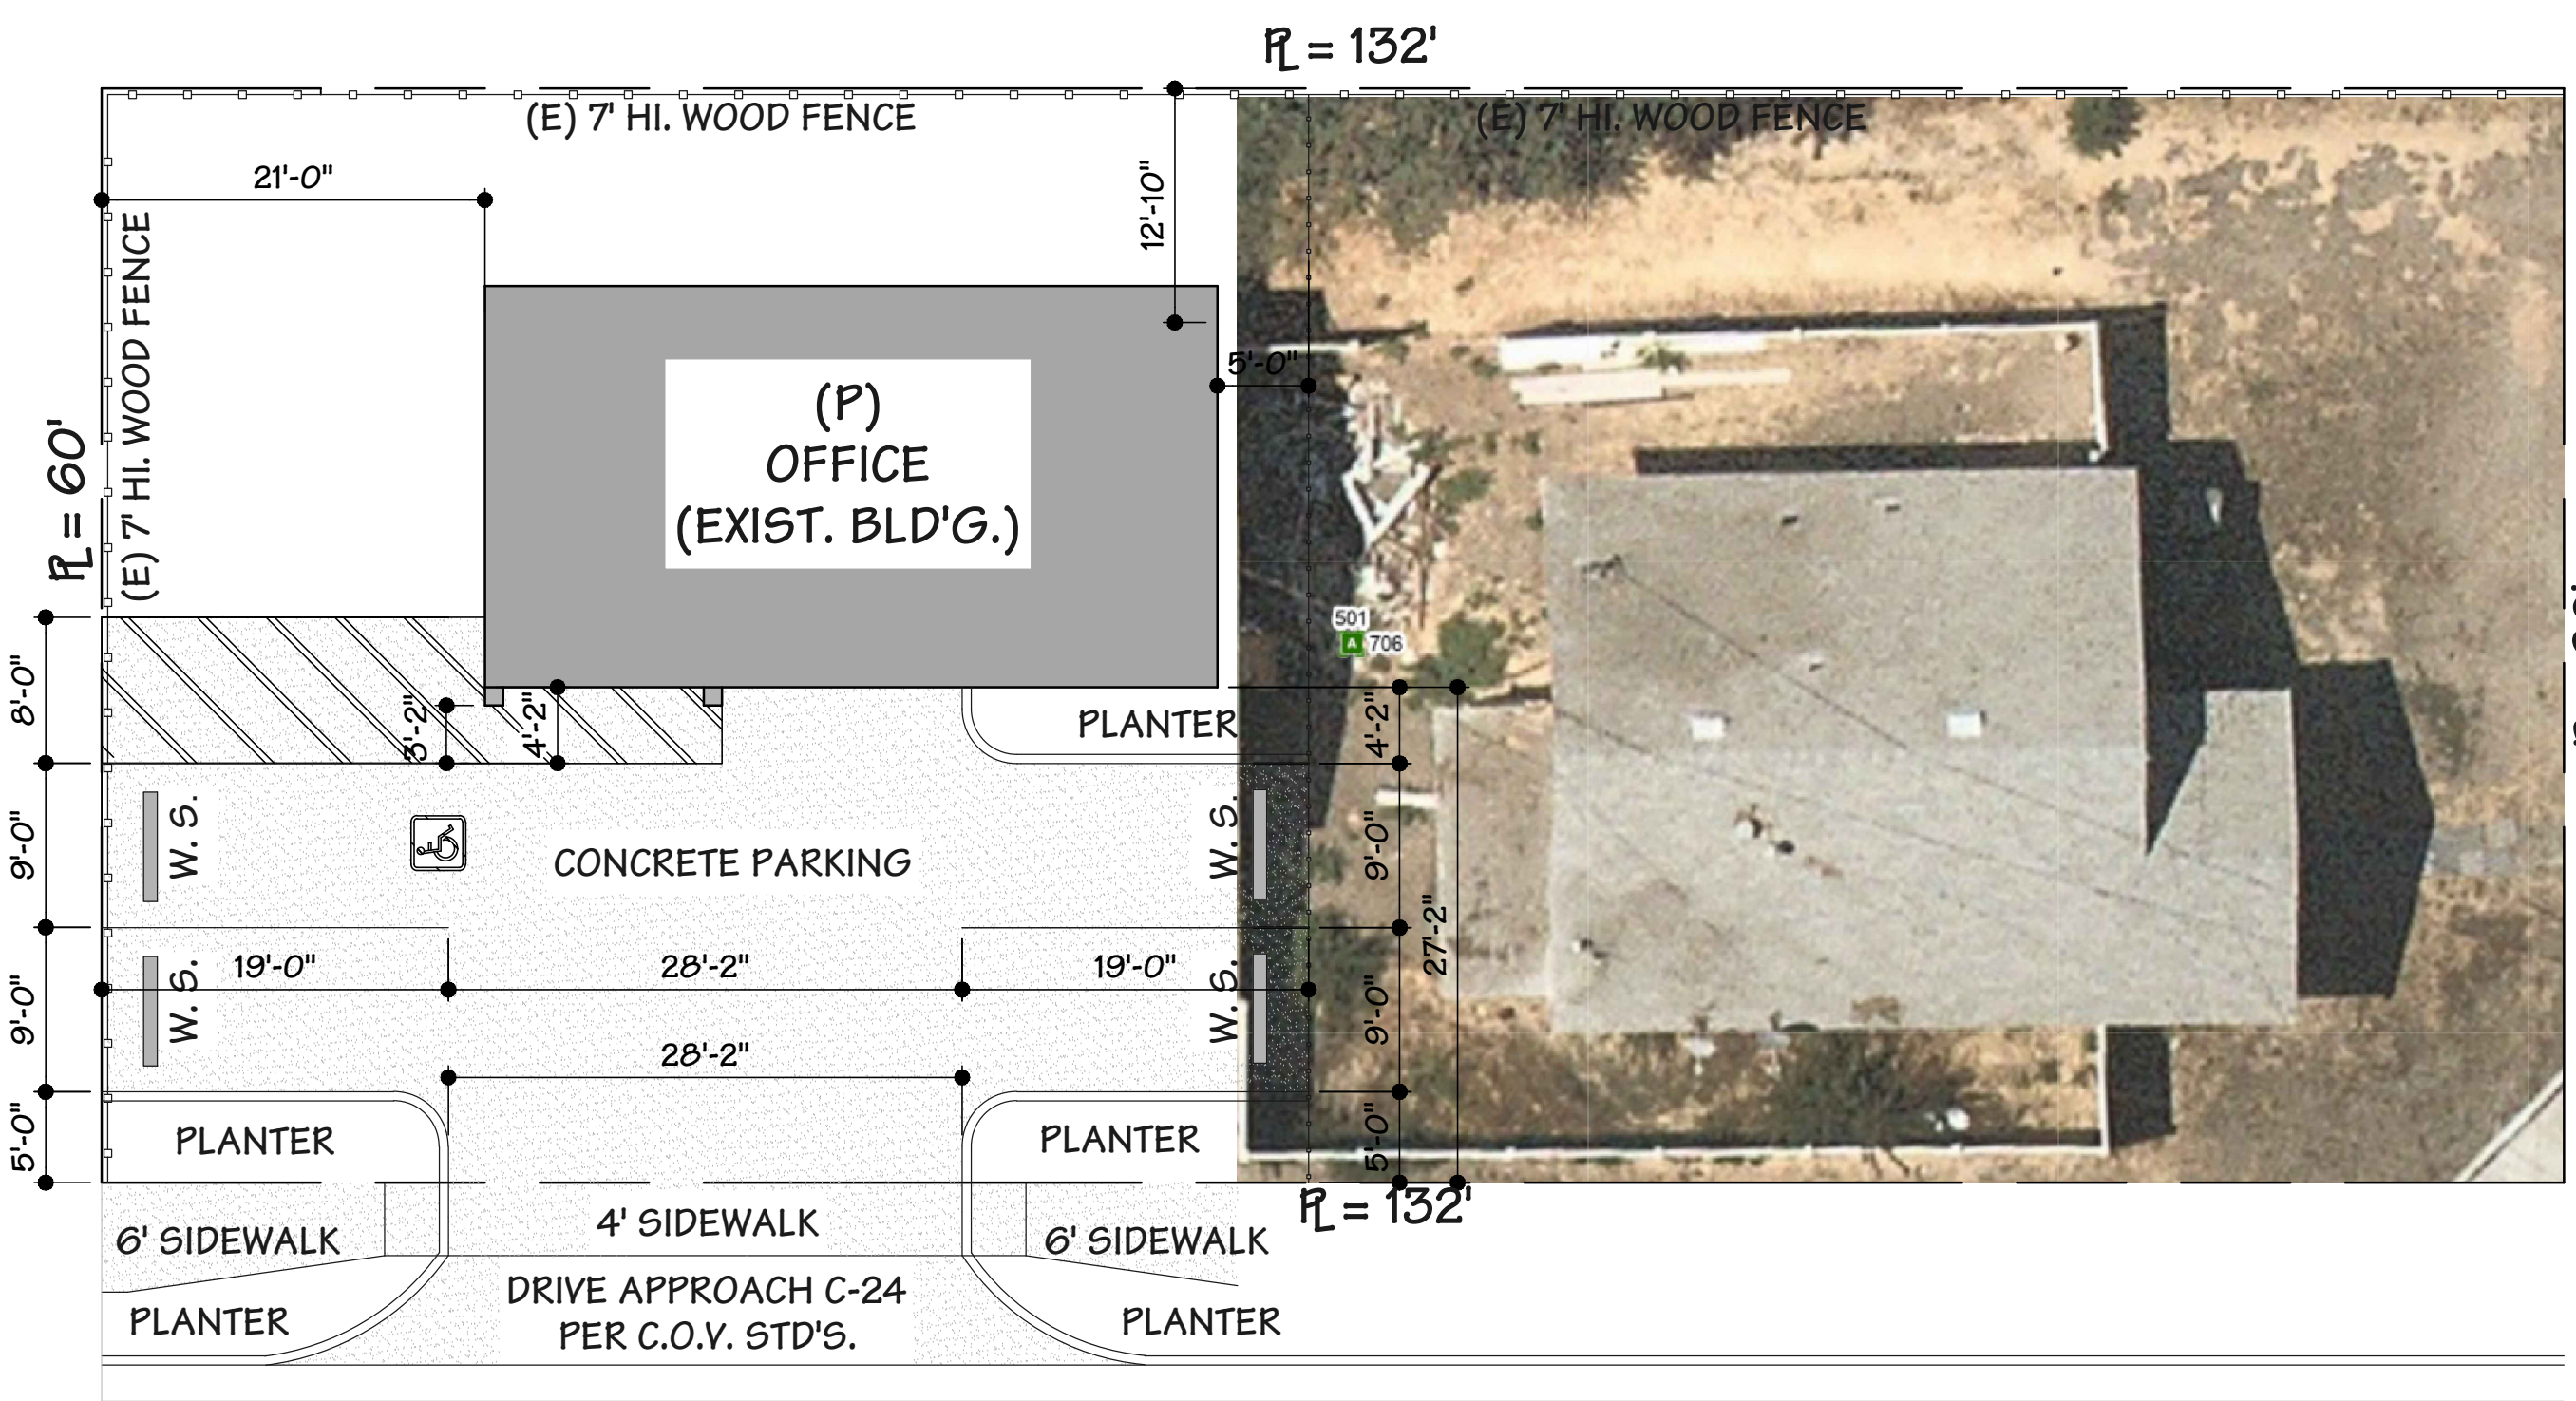 PL = 132'
(E) 7' HI. WOOD FENCE
(E) 7' HI. WOOD FENCE
21'-0"
12'-10"
(E) 7' HI. WOOD FENCE
PL = 60'
5'-0"
(P)
OFFICE
(EXIST. BLD'G.)
501
A 706
8'-0"
3'-2"
4'-2"
PLANTER
4'-2"
9'-0"
W. S.
CONCRETE PARKING
W. S.
9'-0"
27'-2"
9'-0"
W. S.
19'-0"
28'-2"
19'-0"
W. S.
9'-0"
28'-2"
5'-0"
PLANTER
PLANTER
5'-0"
PL = 132'
6' SIDEWALK
4' SIDEWALK
6' SIDEWALK
DRIVE APPROACH C-24
PER C.O.V. STD'S.
PLANTER
PLANTER